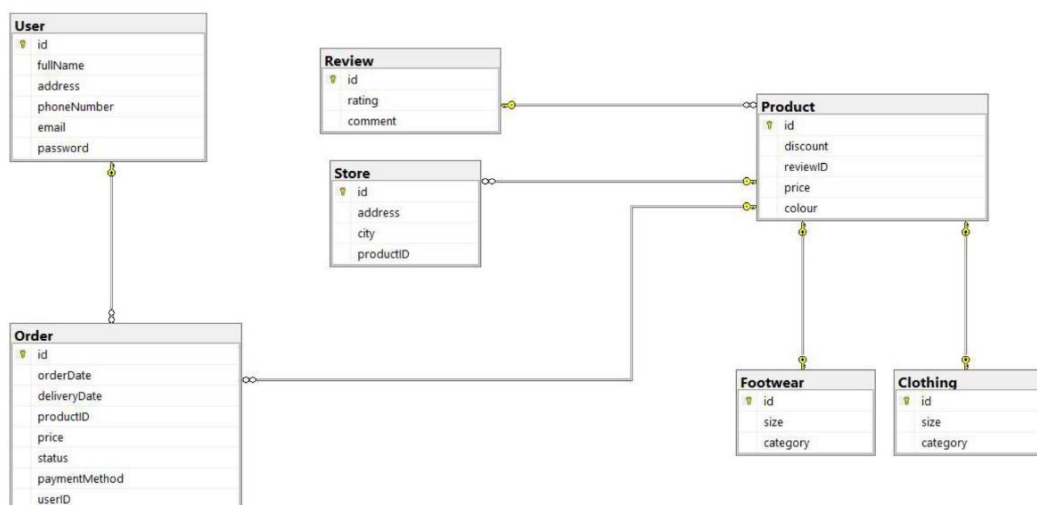 User
id
fullName
address
phoneNumber
email
password
Review
id
rating
comment
Store
id
address
city
productID
Product
id
discount
reviewID
price
colour
Order
id
orderDate
deliveryDate
productID
price
status
paymentMethod
userID
Footwear
id
size
category
Clothing
id
size
category